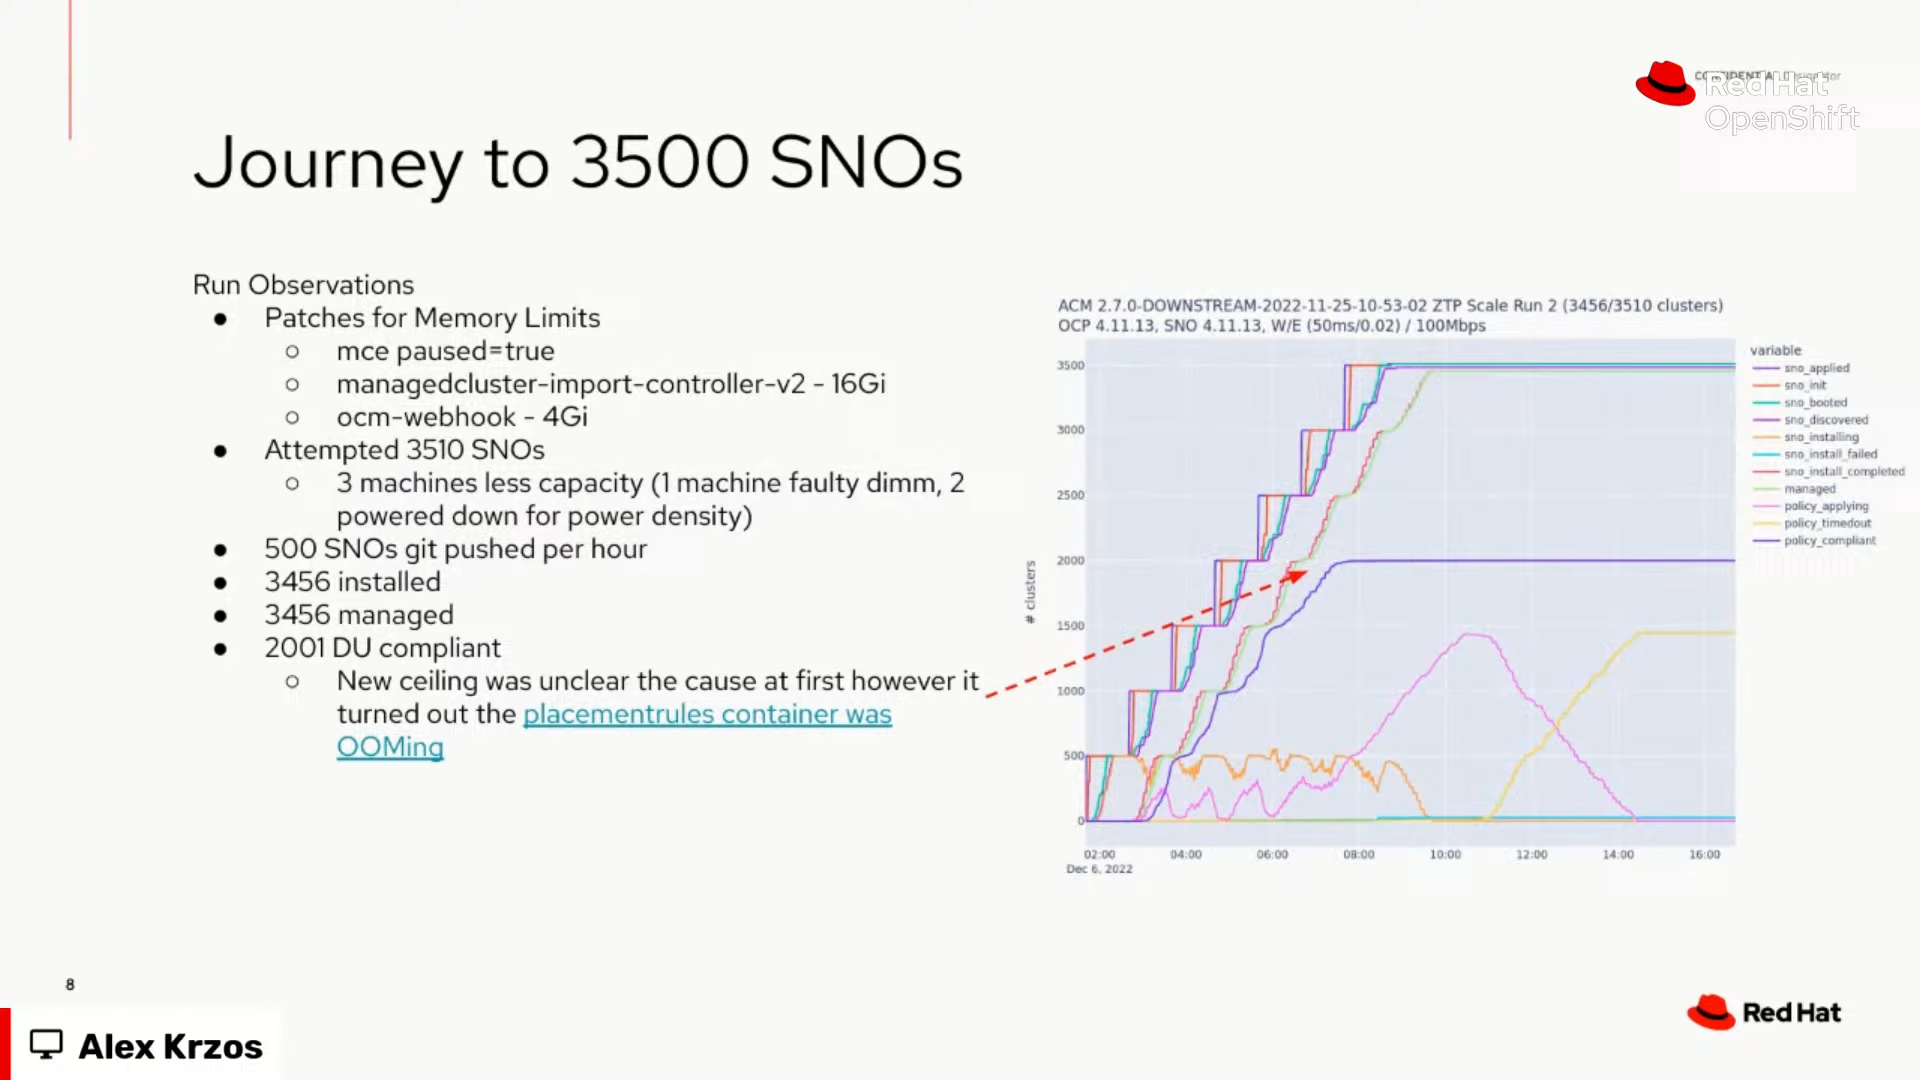 CONFIDENTIAL
Red Hat
OpenShift
Journey to 3500 SNOs
Run Observations
● Patches for Memory Limits
○ mce paused=true
○ managedcluster-import-controller-v2 - 16Gi
○ ocm-webhook - 4Gi
● Attempted 3510 SNOs
○ 3 machines less capacity (1 machine faulty dimm, 2
powered down for power density)
● 500 SNOs git pushed per hour
● 3456 installed
● 3456 managed
● 2001 DU compliant
○ New ceiling was unclear the cause at first however it
turned out the placementrules container was
OOMing
ACM 2.7.0-DOWNSTREAM-2022-11-25-10-53-02 ZTP Scale Run 2 (3456/3510 clusters)
OCP 4.11.13, SNO 4.11.13, W/E (50ms/0.02) / 100Mbps
# clusters
3500
3000
2500
2000
1500
1000
500
0
02:00 04:00 06:00 08:00 10:00 12:00 14:00 16:00
Dec 6, 2022
variable
sno_applied
sno_init
sno_booted
sno_discovered
sno_installing
sno_install_failed
sno_install_completed
managed
policy_applying
policy_timedout
policy_compliant
8
Red Hat
Alex Krzos